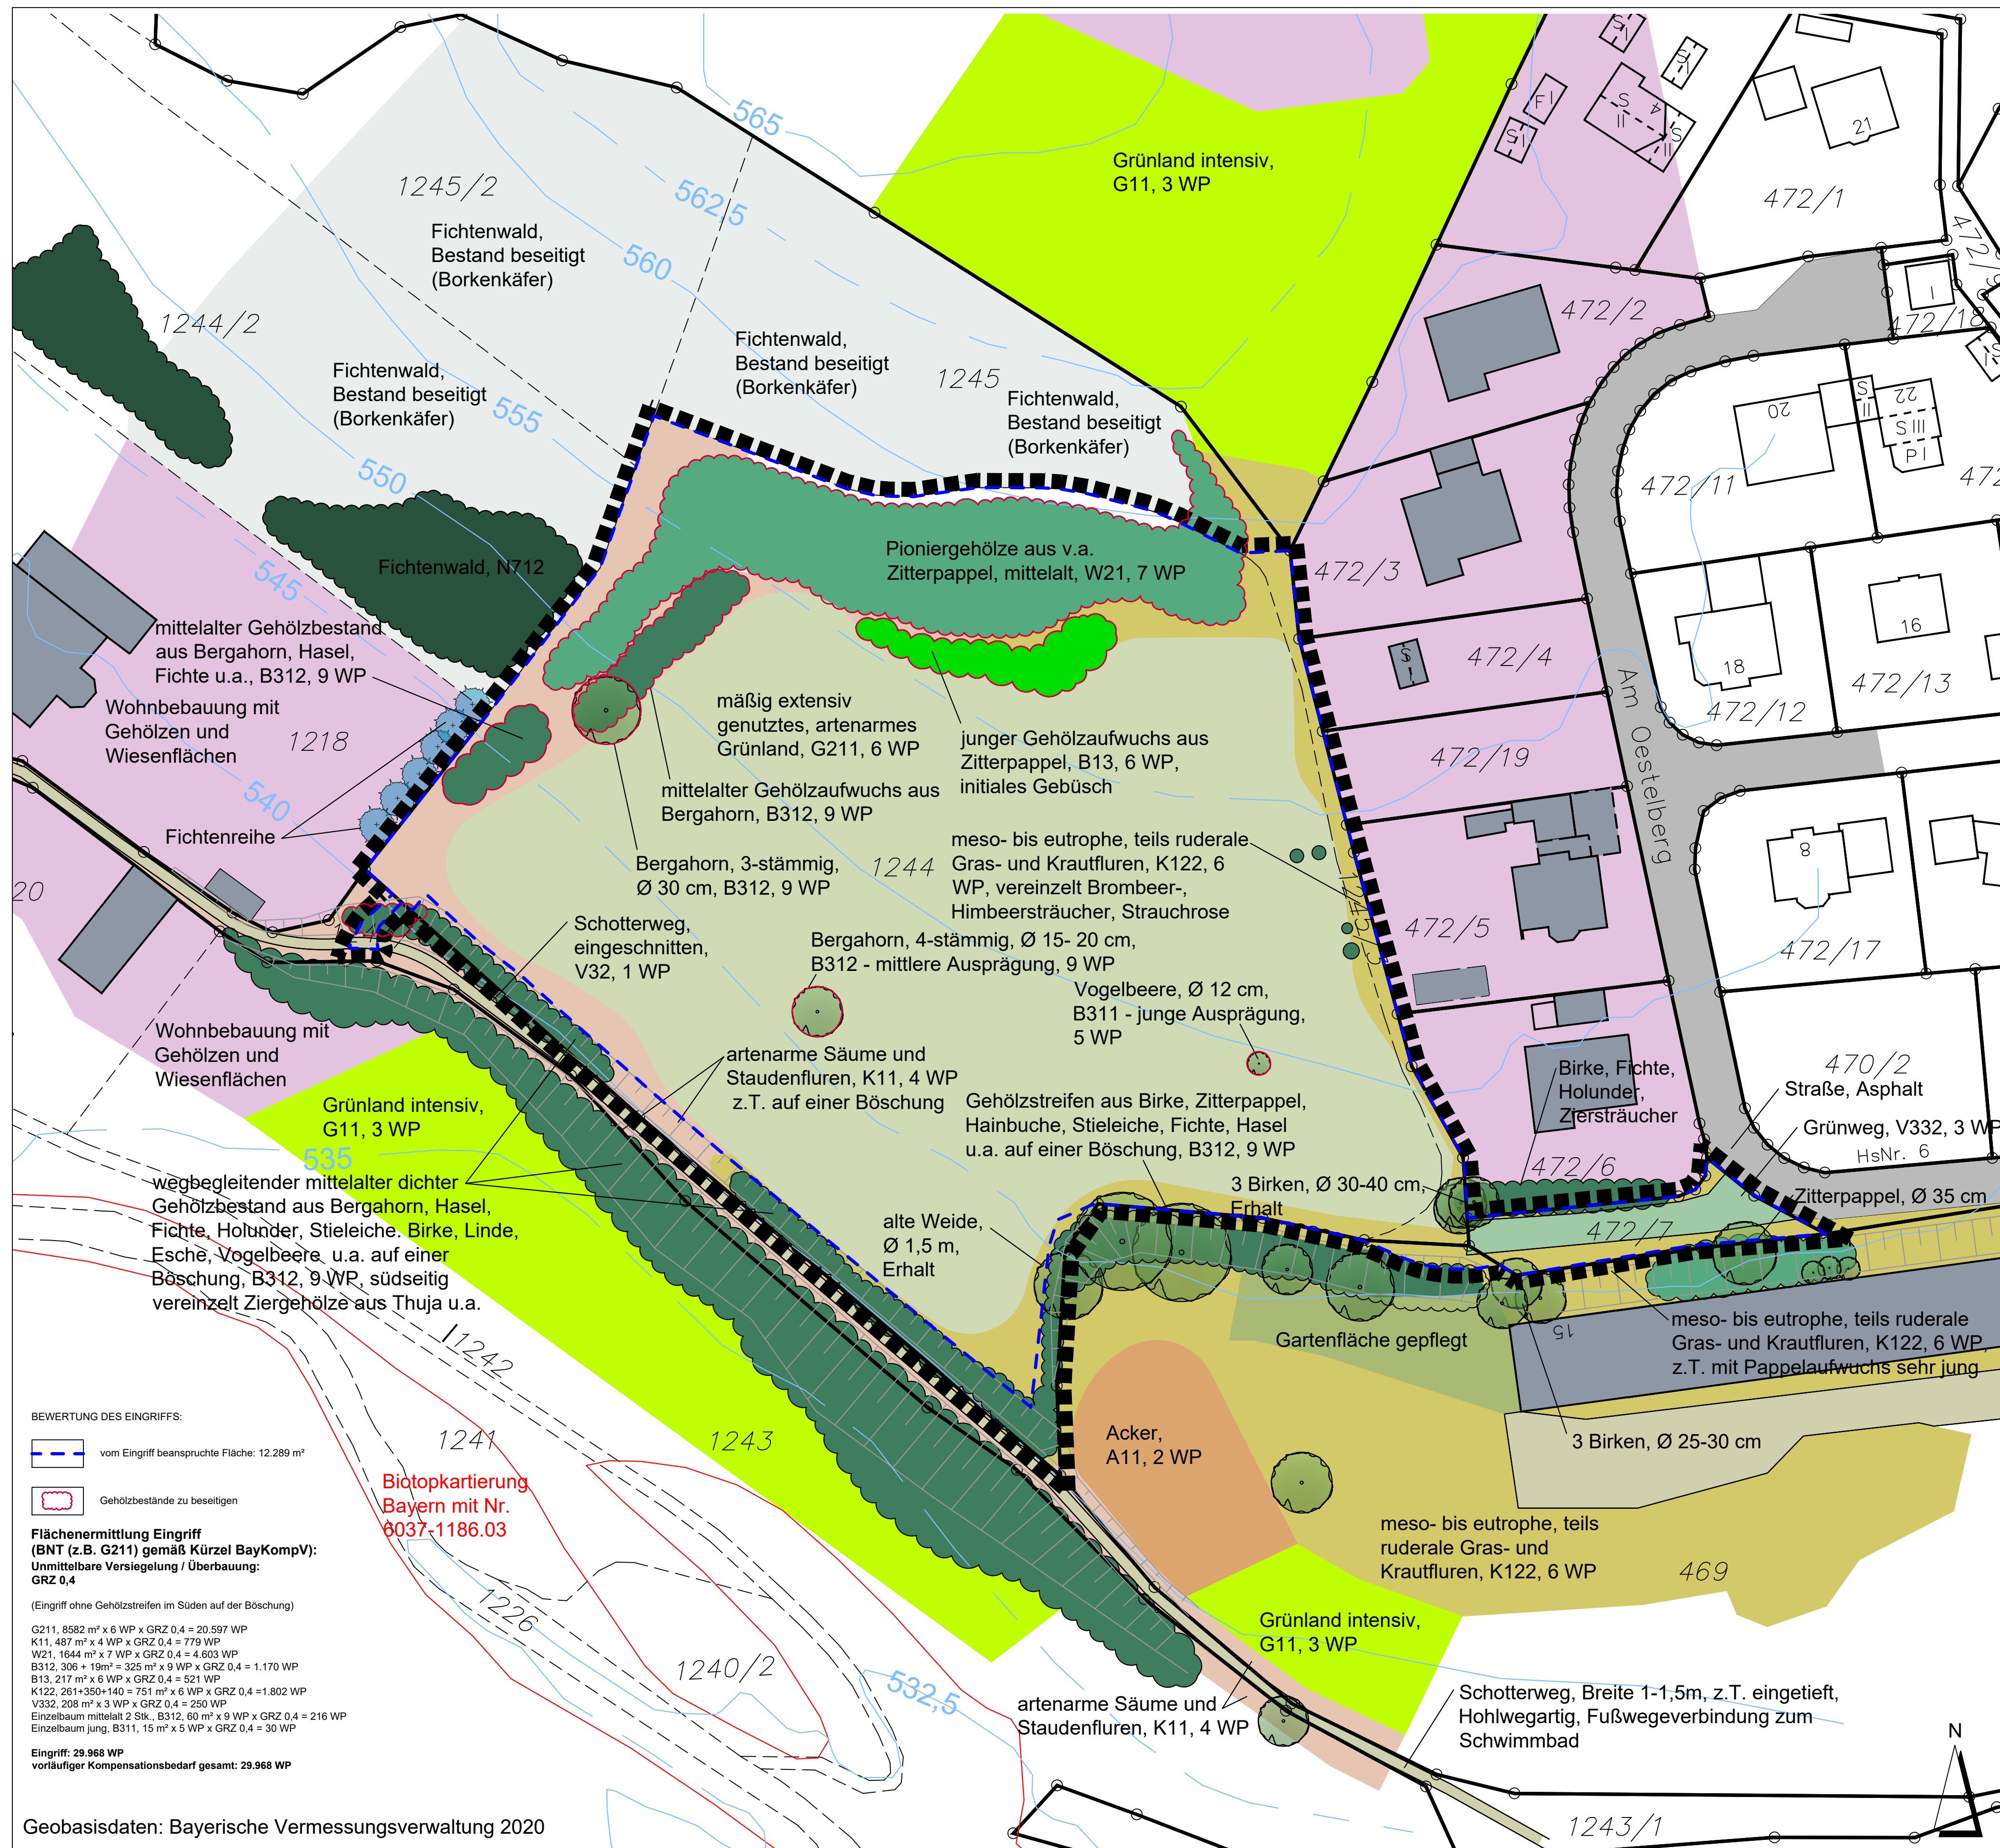 565
562,5
560
555
550
545
540
535
532,5
Grünland intensiv,
G11, 3 WP
1245/2
Fichtenwald,
Bestand beseitigt
(Borkenkäfer)
1244/2
Fichtenwald,
Bestand beseitigt
(Borkenkäfer)
Fichtenwald,
Bestand beseitigt
(Borkenkäfer)
1245
Fichtenwald,
Bestand beseitigt
(Borkenkäfer)
S I
S I
F I
S I
S II
4
S II
21
472/1
472/2
472/18
I
20
S II
22
S III
P I
472/11
472/3
16
18
472/4
S I
472/13
472/12
472/19
Am Oestelberg
8
472/5
472/17
470/2
Fichtenwald, N712
Pioniergehölze aus v.a.
Zitterpappel, mittelalt, W21, 7 WP
mittelalter Gehölzbestand
aus Bergahorn, Hasel,
Fichte u.a., B312, 9 WP
Wohnbebauung mit
Gehölzen und
Wiesenflächen
1218
Fichtenreihe
20
mäßig extensiv
genutztes, artenarmes
Grünland, G211, 6 WP
junger Gehölzaufwuchs aus
Zitterpappel, B13, 6 WP,
initiales Gebüsch
mittelalter Gehölzaufwuchs aus
Bergahorn, B312, 9 WP
Bergahorn, 3-stämmig,
Ø 30 cm, B312, 9 WP
1244
meso- bis eutrophe, teils ruderale
Gras- und Krautfluren, K122, 6
WP, vereinzelt Brombeer-,
Himbeersträucher, Strauchrose
Schotterweg,
eingeschnitten,
V32, 1 WP
Bergahorn, 4-stämmig, Ø 15- 20 cm,
B312 - mittlere Ausprägung, 9 WP
Vogelbeere, Ø 12 cm,
B311 - junge Ausprägung,
5 WP
Wohnbebauung mit
Gehölzen und
Wiesenflächen
artenarme Säume und
Staudenfluren, K11, 4 WP
z.T. auf einer Böschung
Gehölzstreifen aus Birke, Zitterpappel,
Hainbuche, Stieleiche, Fichte, Hasel
u.a. auf einer Böschung, B312, 9 WP
Birke, Fichte,
Holunder,
Ziersträucher
Straße, Asphalt
Grünweg, V332, 3 WP
HsNr. 6
472/6
Grünland intensiv,
G11, 3 WP
wegbegleitender mittelalter dichter
Gehölzbestand aus Bergahorn, Hasel,
Fichte, Holunder, Stieleiche. Birke, Linde,
Esche, Vogelbeere, u.a. auf einer
Böschung, B312, 9 WP, südseitig
vereinzelt Ziergehölze aus Thuja u.a.
3 Birken, Ø 30-40 cm,
Erhalt
Zitterpappel, Ø 35 cm
472/7
alte Weide,
Ø 1,5 m,
Erhalt
Gartenfläche gepflegt
15
meso- bis eutrophe, teils ruderale
Gras- und Krautfluren, K122, 6 WP,
z.T. mit Pappelaufwuchs sehr jung
1242
1241
1243
Acker,
A11, 2 WP
3 Birken, Ø 25-30 cm
Biotopkartierung
Bayern mit Nr.
6037-1186.03
meso- bis eutrophe, teils
ruderale Gras- und
Krautfluren, K122, 6 WP
469
1226
1240/2
Grünland intensiv,
G11, 3 WP
artenarme Säume und
Staudenfluren, K11, 4 WP
Schotterweg, Breite 1-1,5m, z.T. eingetieft,
Hohlwegartig, Fußwegeverbindung zum
Schwimmbad
N
1243/1
BEWERTUNG DES EINGRIFFS:
vom Eingriff beanspruchte Fläche: 12.289 m²
Gehölzbestände zu beseitigen
Flächenermittlung Eingriff
(BNT (z.B. G211) gemäß Kürzel BayKompV):
Unmittelbare Versiegelung / Überbauung:
GRZ 0,4
(Eingriff ohne Gehölzstreifen im Süden auf der Böschung)
G211, 8582 m² x 6 WP x GRZ 0,4 = 20.597 WP
K11, 487 m² x 4 WP x GRZ 0,4 = 779 WP
W21, 1644 m² x 7 WP x GRZ 0,4 = 4.603 WP
B312, 306 + 19m² = 325 m² x 9 WP x GRZ 0,4 = 1.170 WP
B13, 217 m² x 6 WP x GRZ 0,4 = 521 WP
K122, 261+350+140 = 751 m² x 6 WP x GRZ 0,4 =1.802 WP
V332, 208 m² x 3 WP x GRZ 0,4 = 250 WP
Einzelbaum mittelalt 2 Stk., B312, 60 m² x 9 WP x GRZ 0,4 = 216 WP
Einzelbaum jung, B311, 15 m² x 5 WP x GRZ 0,4 = 30 WP
Eingriff: 29.968 WP
vorläufiger Kompensationsbedarf gesamt: 29.968 WP
Geobasisdaten: Bayerische Vermessungsverwaltung 2020